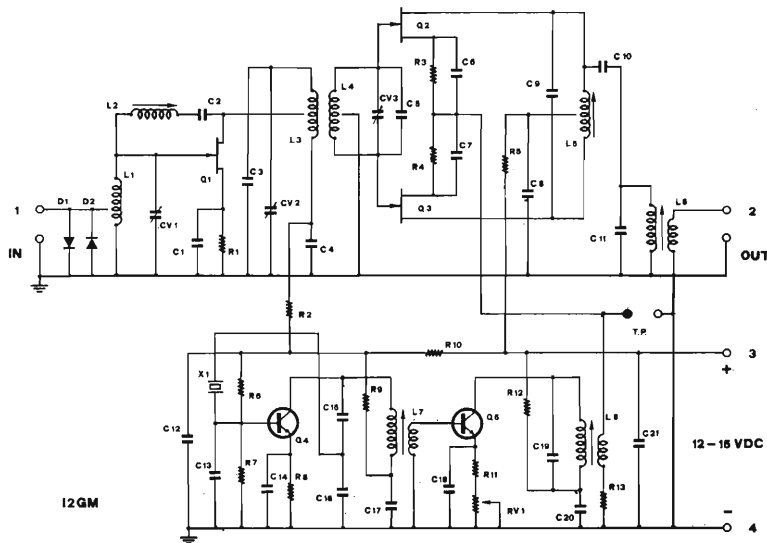 Q2
C10
R3
C6
C9
L2
C2
L4
CV3
C5
L3
L5
R4
C7
R5
L1
Q1
C3
C8
1
D1
D2
CV1
CV2
Q3
L6
2
IN
C1
R1
C4
C11
OUT
R2
T.P.
R10
3
+
X1
R6
R9
R12
C15
L7
Q5
L8
C12
Q4
C19
C21
12–15 VDC
C13
R7
C14
R8
C16
C17
C18
R11
RV1
R13
C20
I2GM
–
4